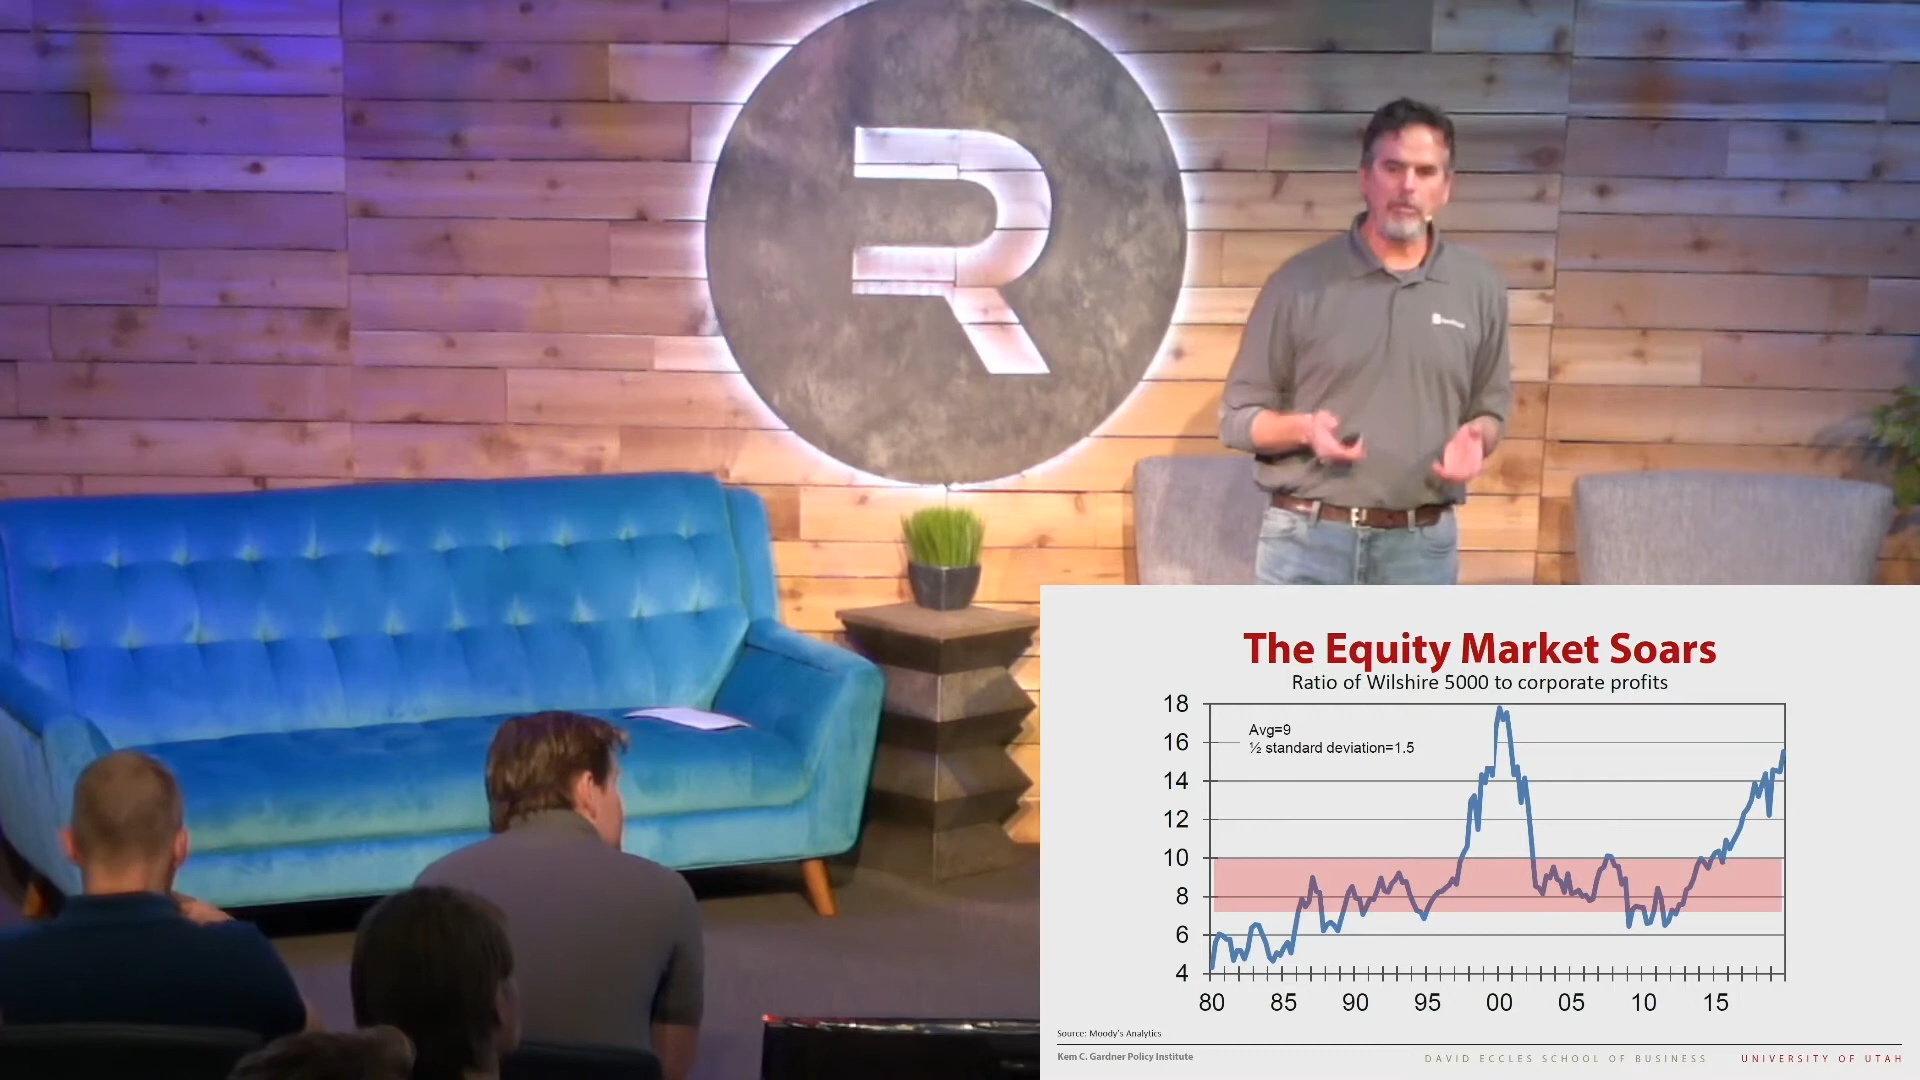 R
The Equity Market Soars
Ratio of Wilshire 5000 to corporate profits
18
16
14
12
10
8
6
4
Avg=9
½ standard deviation=1.5
80 85 90 95 00 05 10 15
Source: Moody's Analytics
Kem C. Gardner Policy Institute
DAVID ECCLES SCHOOL OF BUSINESS UNIVERSITY OF UTAH